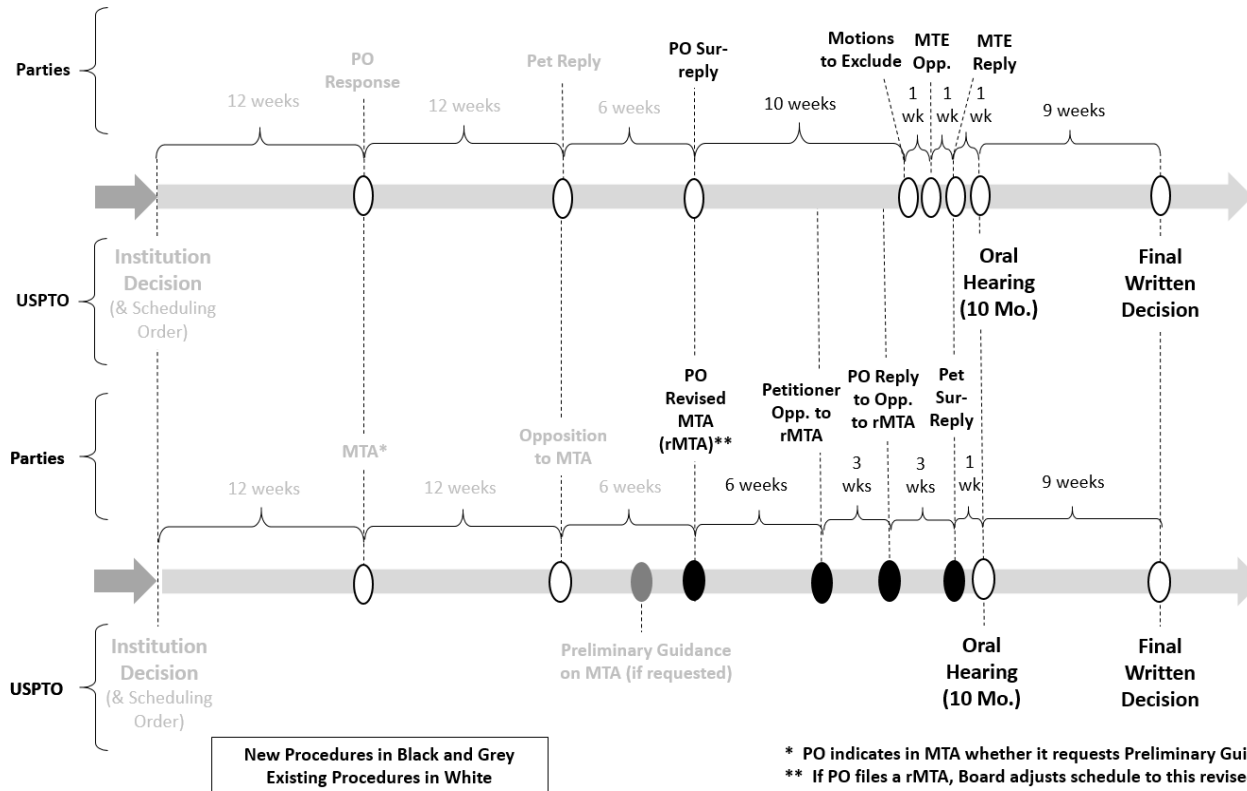 Parties
PO
Response
Pet Reply
PO Sur-
reply
Motions
to Exclude
MTE
Opp.
MTE
Reply
12 weeks
12 weeks
6 weeks
10 weeks
1
wk
1
wk
1
wk
9 weeks
USPTO
Institution
Decision
(& Scheduling
Order)
Oral
Hearing
(10 Mo.)
Final
Written
Decision
Parties
MTA*
Opposition
to MTA
PO
Revised
MTA
(rMTA)**
Petitioner
Opp. to
rMTA
PO Reply
to Opp.
to rMTA
Pet
Sur-
Reply
12 weeks
12 weeks
6 weeks
6 weeks
3
wks
3
wks
1
wk
9 weeks
USPTO
Institution
Decision
(& Scheduling
Order)
Preliminary Guidance
on MTA (if requested)
Oral
Hearing
(10 Mo.)
Final
Written
Decision
New Procedures in Black and Grey
Existing Procedures in White
* PO indicates in MTA whether it requests Preliminary Gui
** If PO files a rMTA, Board adjusts schedule to this revise